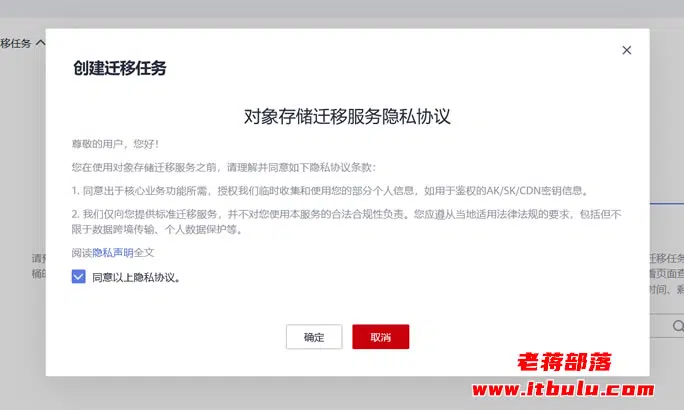 移任务
创建迁移任务
对象存储迁移服务隐私协议
尊敬的用户，您好！
您在使用对象存储迁移服务之前，请理解并同意如下隐私协议条款：
1. 同意出于核心业务功能所需，授权我们临时收集和使用您的部分个人信息，如用于鉴权的AK/SK/CDN密钥信息。
2. 我们仅向您提供标准迁移服务，并不对您使用本服务的合法合规性负责。您应遵从当地适用法律法规的要求，包括但不
限于数据跨境传输、个人数据保护等。
阅读隐私声明全文
同意以上隐私协议。
确定
取消
迁移任务
看页面查
时间、剩
老蒋部落
www.itbulu.com